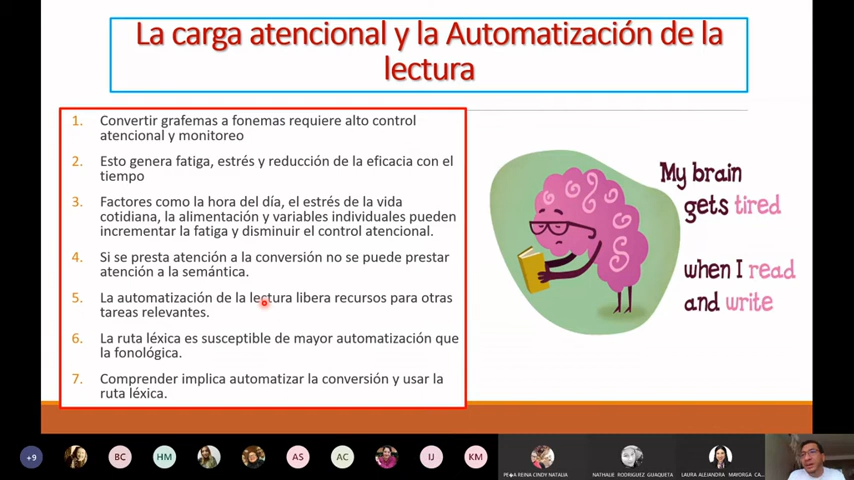 La carga atencional y la Automatización de la
lectura
1. Convertir grafemas a fonemas requiere alto control
atencional y monitoreo
2. Esto genera fatiga, estrés y reducción de la eficacia con el
tiempo
3. Factores como la hora del día, el estrés de la vida
cotidiana, la alimentación y variables individuales pueden
incrementar la fatiga y disminuir el control atencional.
4. Si se presta atención a la conversión no se puede prestar
atención a la semántica.
5. La automatización de la lectura libera recursos para otras
tareas relevantes.
6. La ruta léxica es susceptible de mayor automatización que
la fonológica.
7. Comprender implica automatizar la conversión y usar la
ruta léxica.
My brain
gets tired
when I read
and write
+9
BC
HM
AS
AC
IJ
KM
PE�A REINA CINDY NATALIA
NATHALIE RODRIGUEZ GUAQUETA
LAURA ALEJANDRA MAYORGA CA...